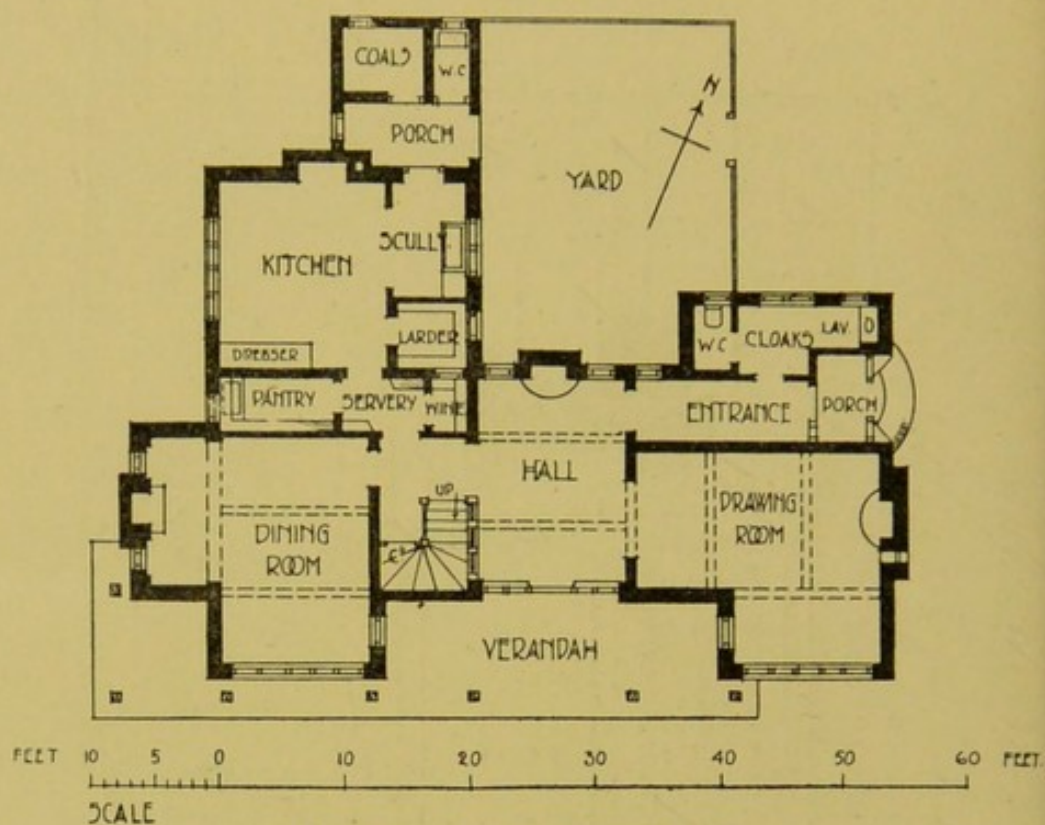 COALS
W.C
PORCH
N
YARD
KITCHEN
SCULLY.
LARDER
DRESSER
PANTRY
SERVERY
WINE
WC
CLOAKS
LAV.
ENTRANCE
PORCH
HALL
UP
DINING
ROOM
DRAWING
ROOM
VERANDAH
FEET 10 5 0 10 20 30 40 50 60 FEET.
SCALE